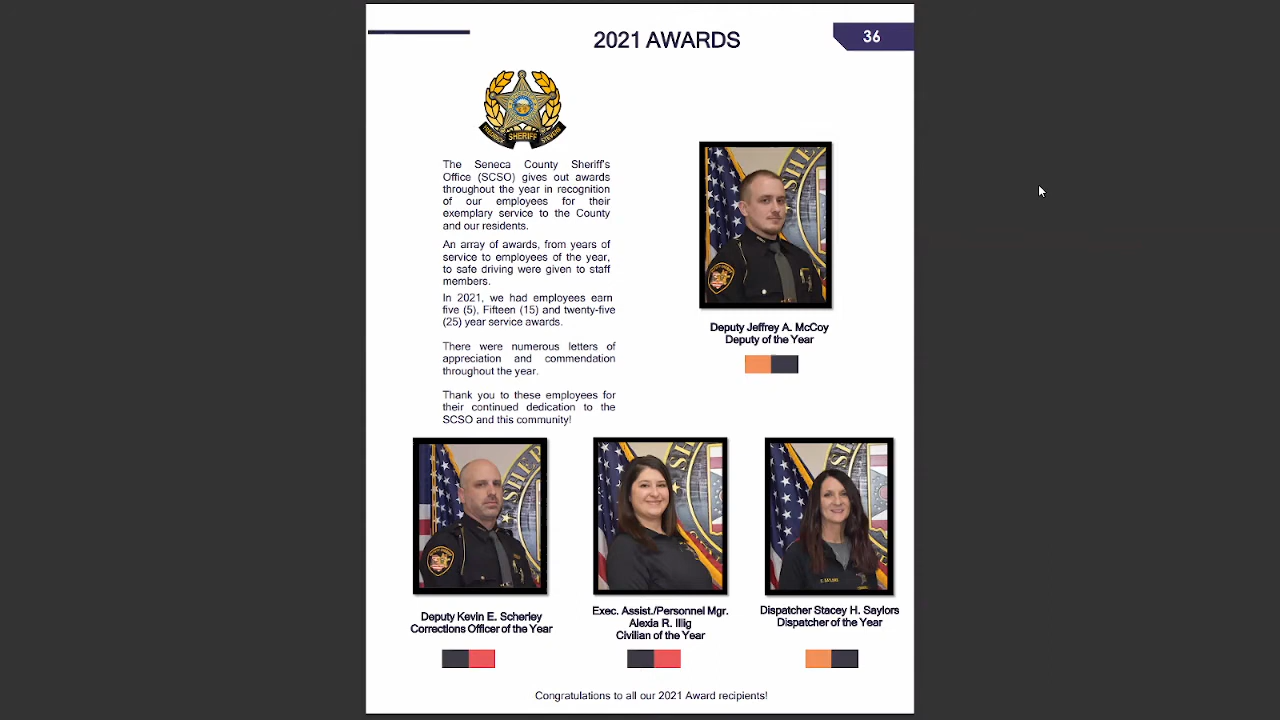 2021 AWARDS
36
SHERIFF
The Seneca County Sheriff's
Office (SCSO) gives out awards
throughout the year in recognition
of our employees for their
exemplary service to the County
and our residents.
An array of awards, from years of
service to employees of the year,
to safe driving were given to staff
members.
In 2021, we had employees earn
five (5), Fifteen (15) and twenty-five
(25) year service awards.
There were numerous letters of
appreciation and commendation
throughout the year.
Thank you to these employees for
their continued dedication to the
SCSO and this community!
Deputy Jeffrey A. McCoy
Deputy of the Year
Deputy Kevin E. Scherley
Corrections Officer of the Year
Exec. Assist./Personnel Mgr.
Alexia R. Illig
Civilian of the Year
Dispatcher Stacey H. Saylors
Dispatcher of the Year
Congratulations to all our 2021 Award recipients!